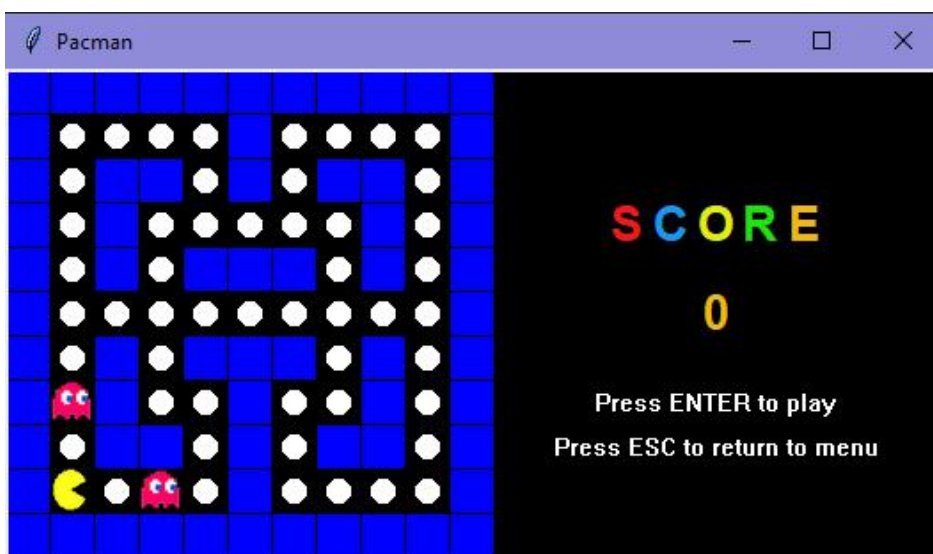 Pacman
SCORE
0
Press ENTER to play
Press ESC to return to menu